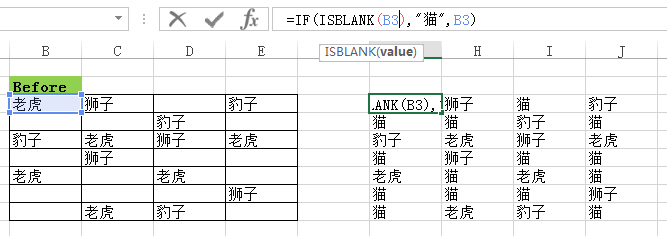 =IF(ISBLANK(B3),"猫",B3)
ISBLANK(value)
B C D E G H I J
Before
老虎 狮子 豹子 .ANK(B3), 狮子 猫 豹子
豹子 猫 猫 豹子 猫
豹子 老虎 狮子 老虎 豹子 老虎 狮子 老虎
狮子 猫 狮子 猫 猫
老虎 老虎 老虎 猫 老虎 猫
狮子 猫 猫 猫 狮子
老虎 豹子 猫 老虎 豹子 猫